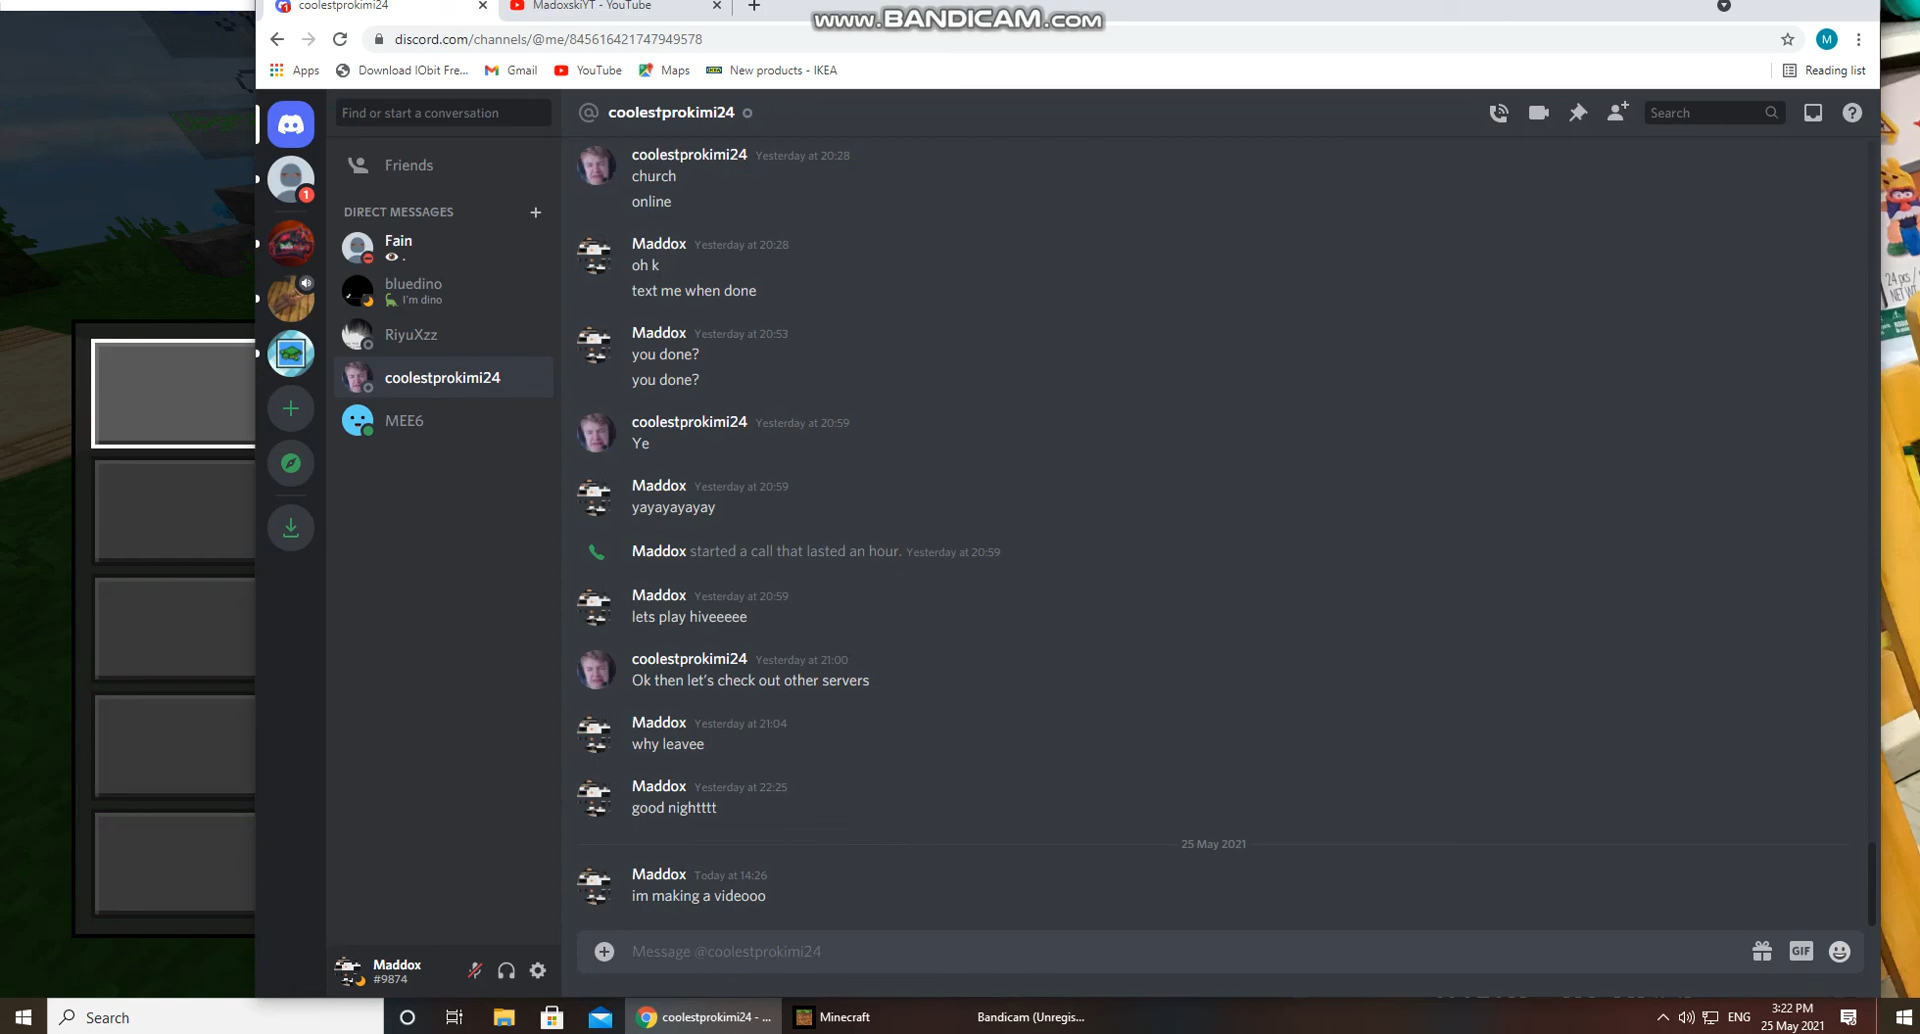 coolestprokimi24
MadoxskiYT - YouTube
www.BANDICAM.com
discord.com/channels/@me/845616421747949578
M
Apps
Download IObit Fre...
Gmail
YouTube
Maps
New products - IKEA
Reading list
Find or start a conversation
coolestprokimi24
Search
Friends
DIRECT MESSAGES
Fain
.
bluedino
I'm dino
RiyuXzz
coolestprokimi24
MEE6
1
coolestprokimi24 Yesterday at 20:28
church
online
Maddox Yesterday at 20:28
oh k
text me when done
Maddox Yesterday at 20:53
you done?
you done?
coolestprokimi24 Yesterday at 20:59
Ye
Maddox Yesterday at 20:59
yayayayayay
Maddox started a call that lasted an hour. Yesterday at 20:59
Maddox Yesterday at 20:59
lets play hiveeeee
coolestprokimi24 Yesterday at 21:00
Ok then let's check out other servers
Maddox Yesterday at 21:04
why leavee
Maddox Yesterday at 22:25
good nightttt
25 May 2021
Maddox Today at 14:26
im making a videooo
Message @coolestprokimi24
GIF
Maddox
#9874
24 pcs /
NET W
Search
coolestprokimi24 - ...
Minecraft
Bandicam (Unregis...
ENG
3:22 PM
25 May 2021